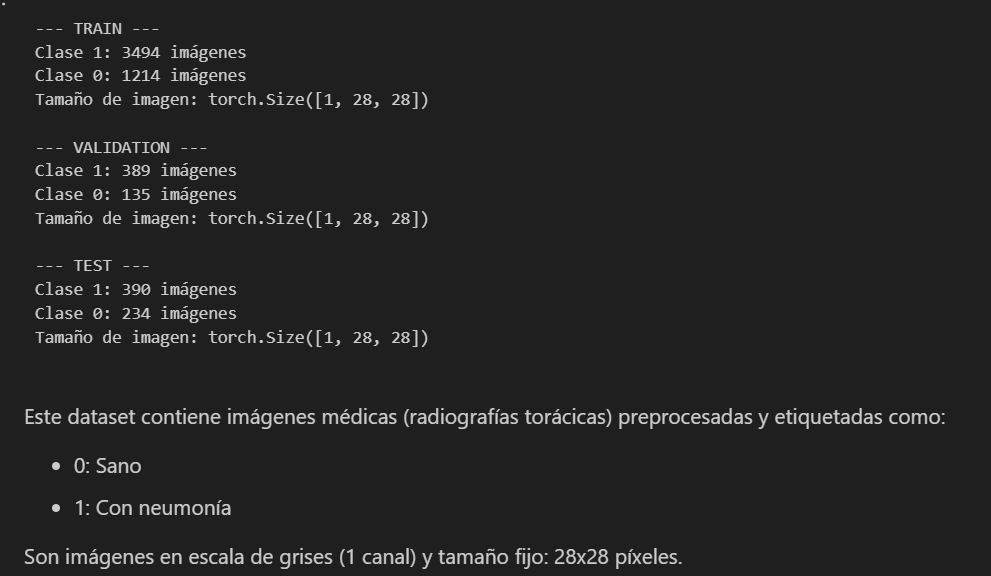 --- TRAIN ---
Clase 1: 3494 imágenes
Clase 0: 1214 imágenes
Tamaño de imagen: torch.Size([1, 28, 28])
--- VALIDATION ---
Clase 1: 389 imágenes
Clase 0: 135 imágenes
Tamaño de imagen: torch.Size([1, 28, 28])
--- TEST ---
Clase 1: 390 imágenes
Clase 0: 234 imágenes
Tamaño de imagen: torch.Size([1, 28, 28])
Este dataset contiene imágenes médicas (radiografías torácicas) preprocesadas y etiquetadas como:
• 0: Sano
• 1: Con neumonía
Son imágenes en escala de grises (1 canal) y tamaño fijo: 28x28 píxeles.